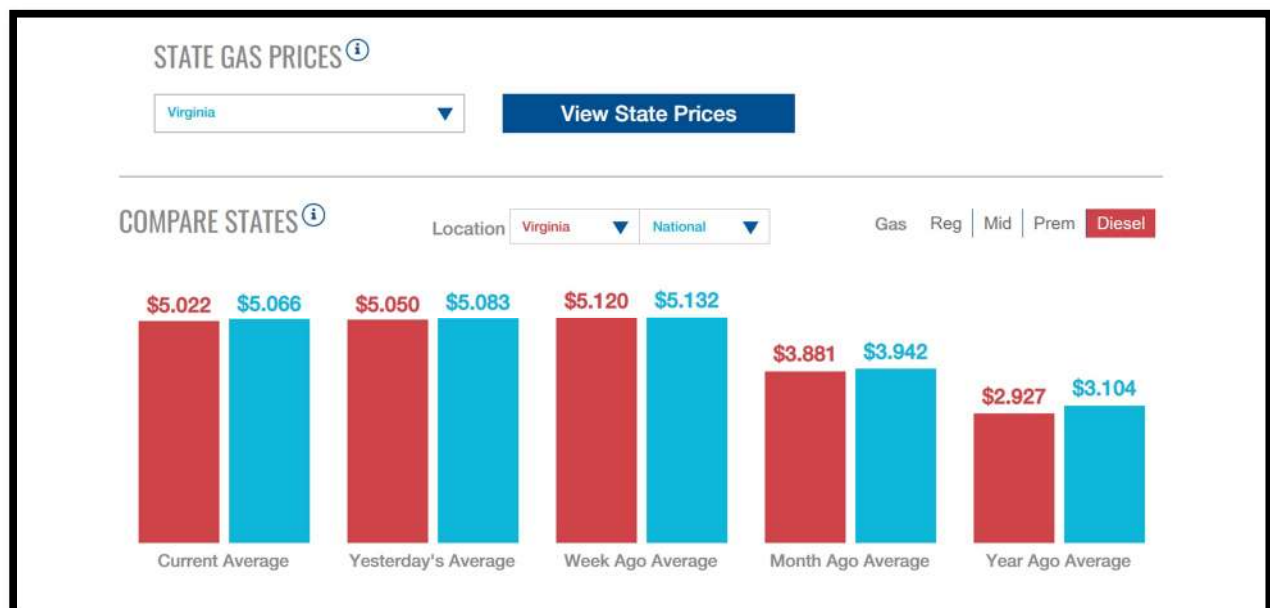 STATE GAS PRICES i
Virginia
View State Prices
COMPARE STATES i
Location Virginia National
Gas Reg Mid Prem Diesel
$5.022 $5.066 $5.050 $5.083 $5.120 $5.132 $3.881 $3.942 $2.927 $3.104
Current Average Yesterday's Average Week Ago Average Month Ago Average Year Ago Average